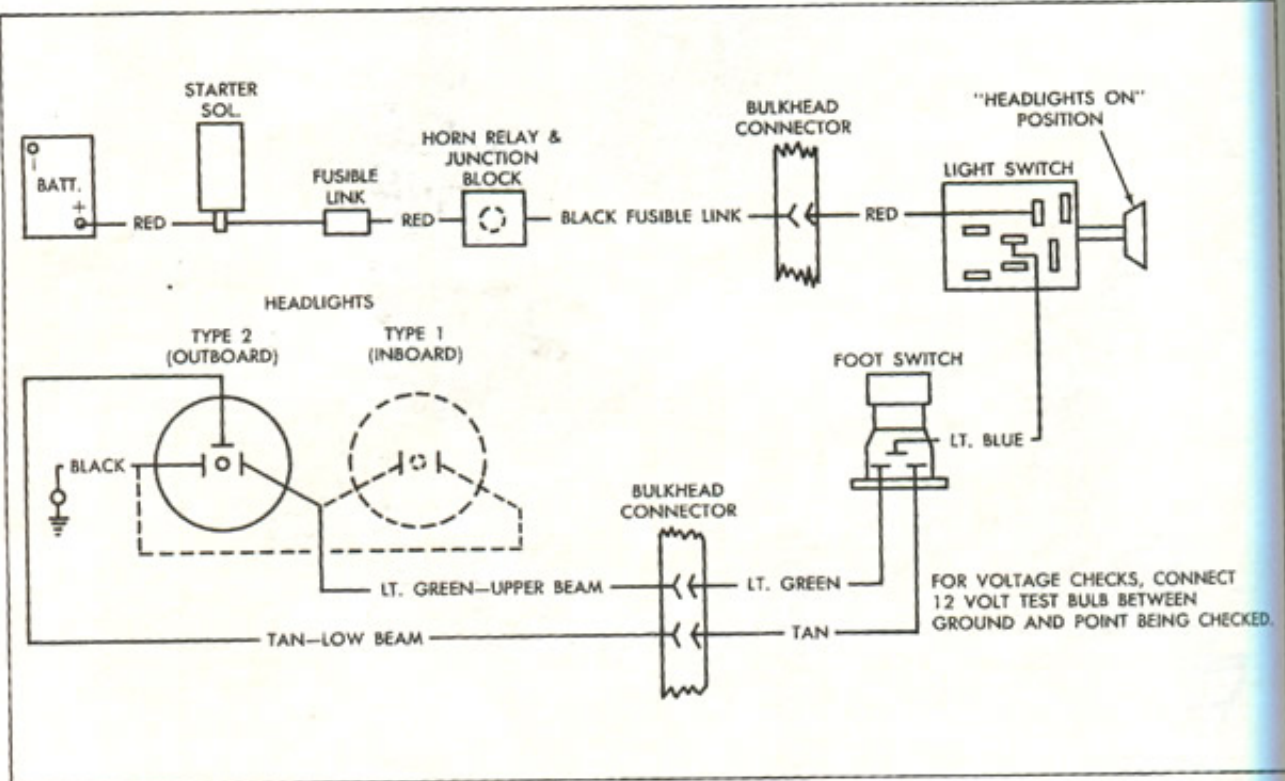 STARTER
SOL.
BATT.
−
+
RED
FUSIBLE
LINK
RED
HORN RELAY &
JUNCTION
BLOCK
BLACK FUSIBLE LINK
BULKHEAD
CONNECTOR
RED
"HEADLIGHTS ON"
POSITION
LIGHT SWITCH
HEADLIGHTS
TYPE 2
(OUTBOARD)
TYPE 1
(INBOARD)
FOOT SWITCH
LT. BLUE
BLACK
BULKHEAD
CONNECTOR
LT. GREEN—UPPER BEAM
LT. GREEN
TAN—LOW BEAM
TAN
FOR VOLTAGE CHECKS, CONNECT
12 VOLT TEST BULB BETWEEN
GROUND AND POINT BEING CHECKED.